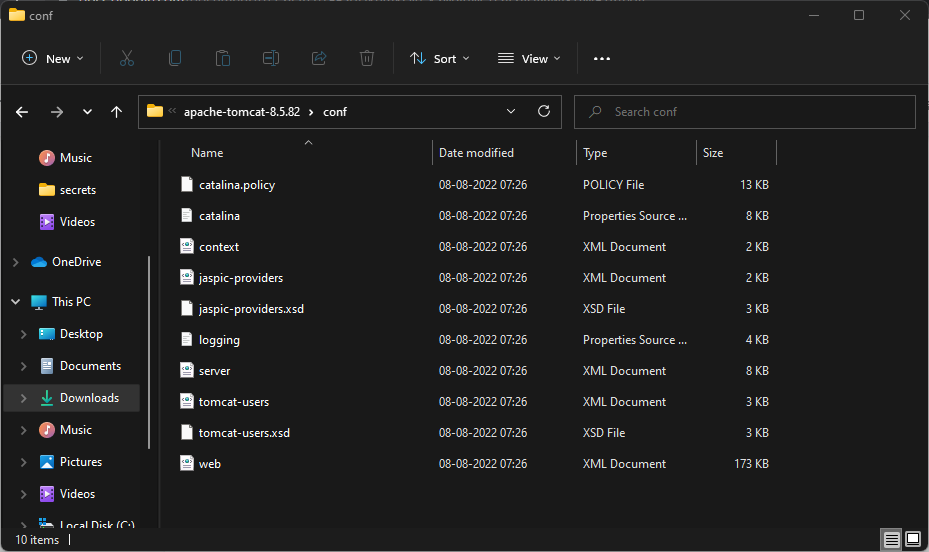 conf
New
Sort
View
apache-tomcat-8.5.82 > conf
Search conf
Name Date modified Type Size
Music
secrets
Videos
OneDrive
This PC
Desktop
Documents
Downloads
Music
Pictures
Videos
Local Disk (C:)
catalina.policy 08-08-2022 07:26 POLICY File 13 KB
catalina 08-08-2022 07:26 Properties Source ... 8 KB
context 08-08-2022 07:26 XML Document 2 KB
jaspic-providers 08-08-2022 07:26 XML Document 2 KB
jaspic-providers.xsd 08-08-2022 07:26 XSD File 3 KB
logging 08-08-2022 07:26 Properties Source ... 4 KB
server 08-08-2022 07:26 XML Document 8 KB
tomcat-users 08-08-2022 07:26 XML Document 3 KB
tomcat-users.xsd 08-08-2022 07:26 XSD File 3 KB
web 08-08-2022 07:26 XML Document 173 KB
10 items